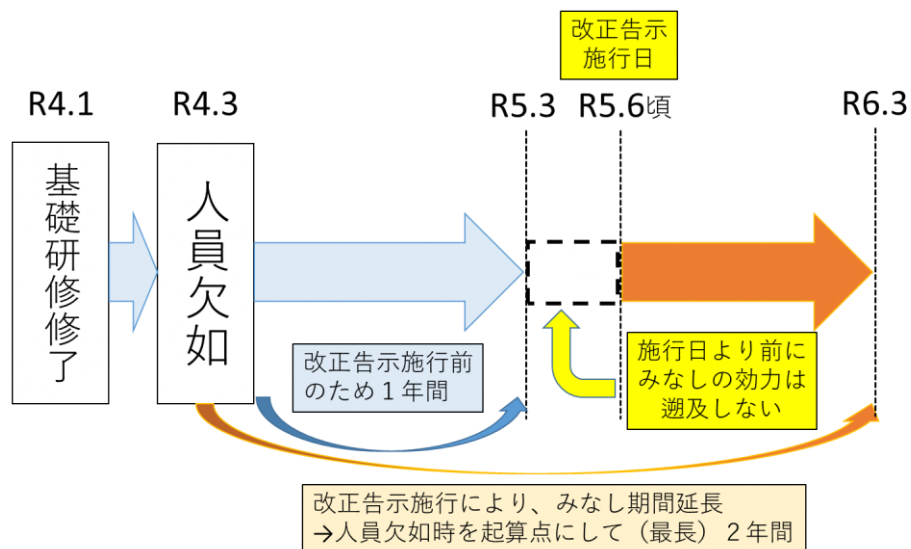 改正告示
施行日
R4.1
R4.3
R5.3
R5.6頃
R6.3
基礎研修修了
人員欠如
改正告示施行前
のため１年間
施行日より前に
みなしの効力は
遡及しない
改正告示施行により、みなし期間延長
→人員欠如時を起算点にして（最長）２年間